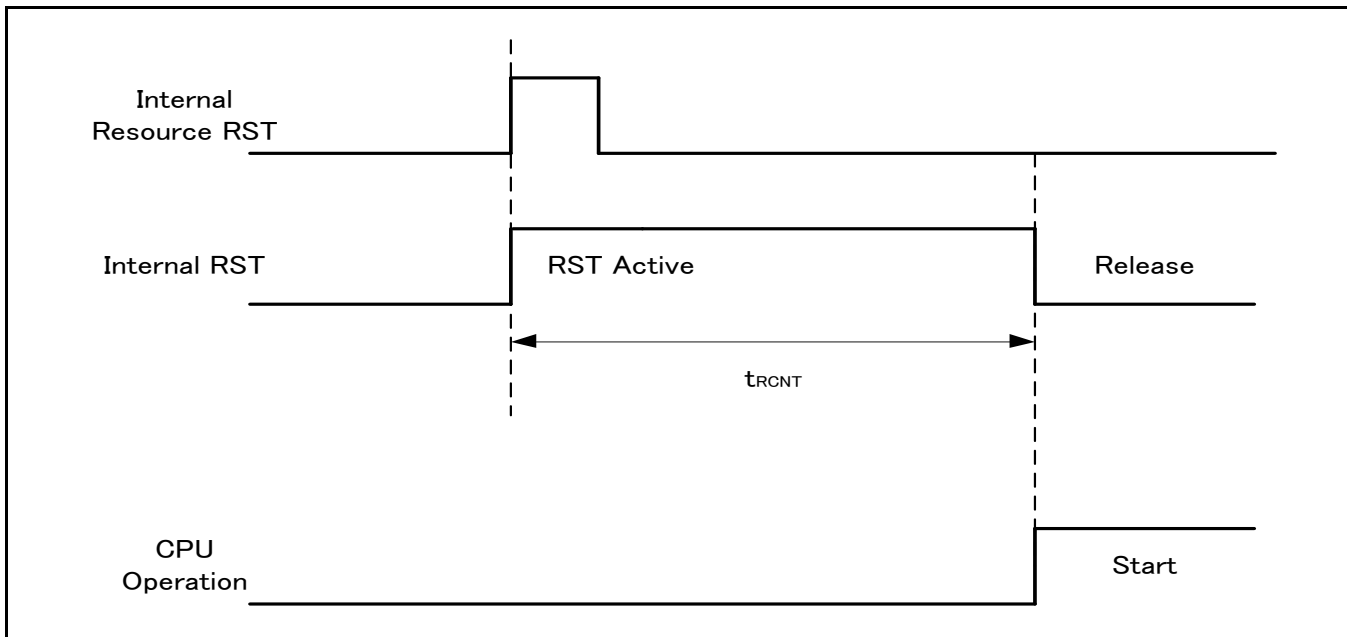 Internal
Resource RST
Internal RST
RST Active
Release
tRCNT
CPU
Operation
Start